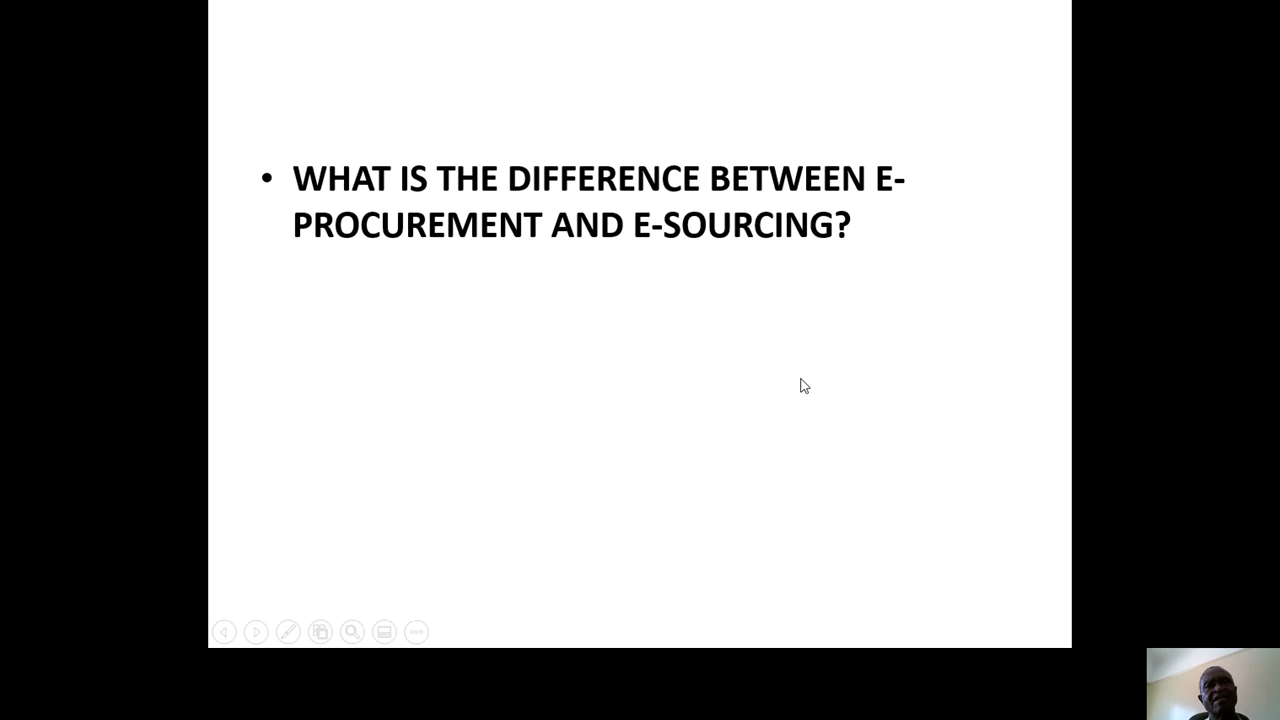 • WHAT IS THE DIFFERENCE BETWEEN E-
PROCUREMENT AND E-SOURCING?